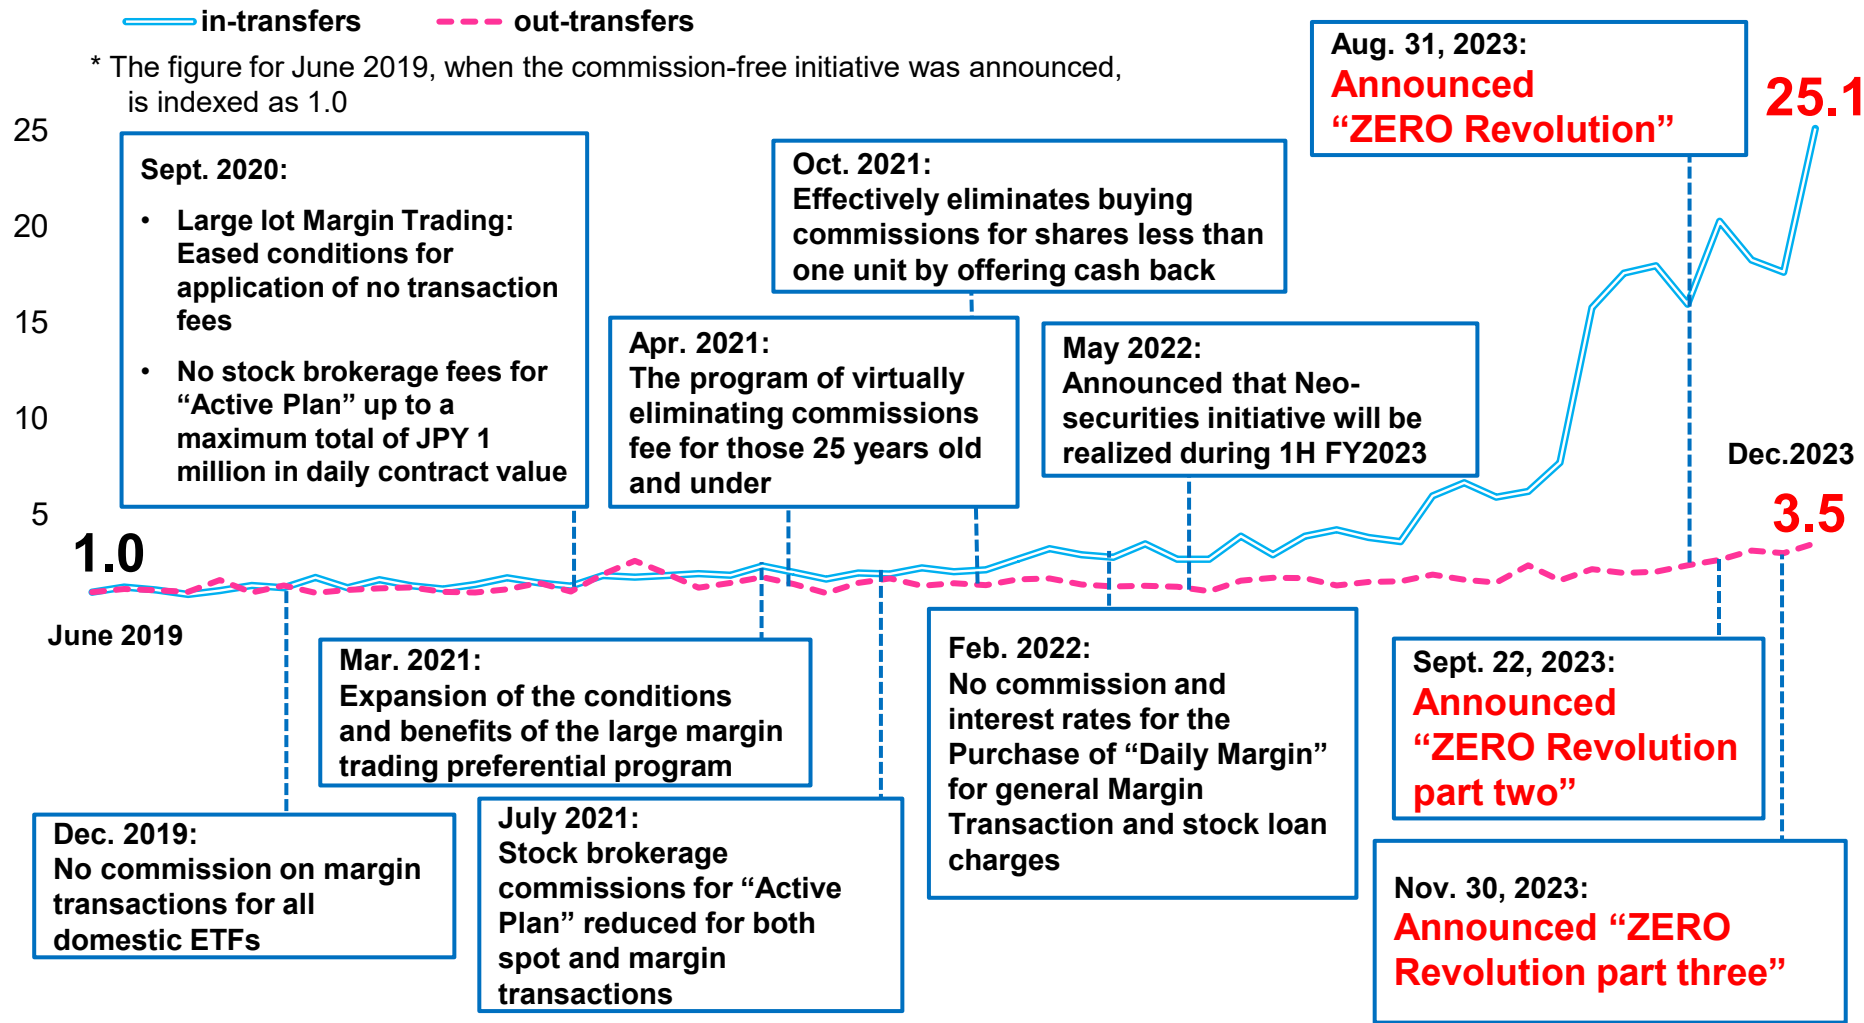 in-transfers
out-transfers
* The figure for June 2019, when the commission-free initiative was announced,
is indexed as 1.0
25
20
15
10
5
1.0
June 2019
Sept. 2020:
• Large lot Margin Trading:
Eased conditions for
application of no transaction
fees
• No stock brokerage fees for
“Active Plan” up to a
maximum total of JPY 1
million in daily contract value
Oct. 2021:
Effectively eliminates buying
commissions for shares less than
one unit by offering cash back
Apr. 2021:
The program of virtually
eliminating commissions
fee for those 25 years old
and under
May 2022:
Announced that Neo-
securities initiative will be
realized during 1H FY2023
Aug. 31, 2023:
Announced
“ZERO Revolution”
25.1
Dec.2023
3.5
Dec. 2019:
No commission on margin
transactions for all
domestic ETFs
Mar. 2021:
Expansion of the conditions
and benefits of the large margin
trading preferential program
July 2021:
Stock brokerage
commissions for “Active
Plan” reduced for both
spot and margin
transactions
Feb. 2022:
No commission and
interest rates for the
Purchase of “Daily Margin”
for general Margin
Transaction and stock loan
charges
Sept. 22, 2023:
Announced
“ZERO Revolution
part two”
Nov. 30, 2023:
Announced “ZERO
Revolution part three”